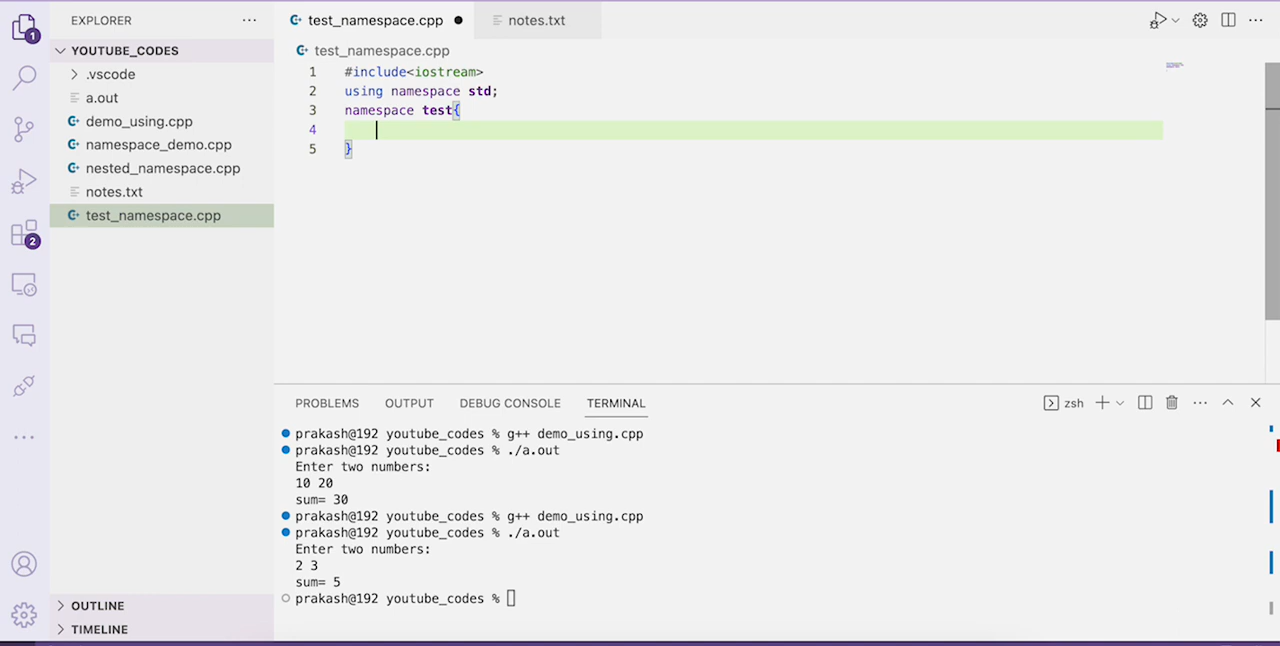 EXPLORER
YOUTUBE_CODES
.vscode
a.out
demo_using.cpp
namespace_demo.cpp
nested_namespace.cpp
notes.txt
test_namespace.cpp
OUTLINE
TIMELINE
1
2
test_namespace.cpp
notes.txt
test_namespace.cpp
1 #include<iostream>
2 using namespace std;
3 namespace test{
4
5 }
PROBLEMS OUTPUT DEBUG CONSOLE TERMINAL
zsh
prakash@192 youtube_codes % g++ demo_using.cpp
prakash@192 youtube_codes % ./a.out
Enter two numbers:
10 20
sum= 30
prakash@192 youtube_codes % g++ demo_using.cpp
prakash@192 youtube_codes % ./a.out
Enter two numbers:
2 3
sum= 5
prakash@192 youtube_codes %